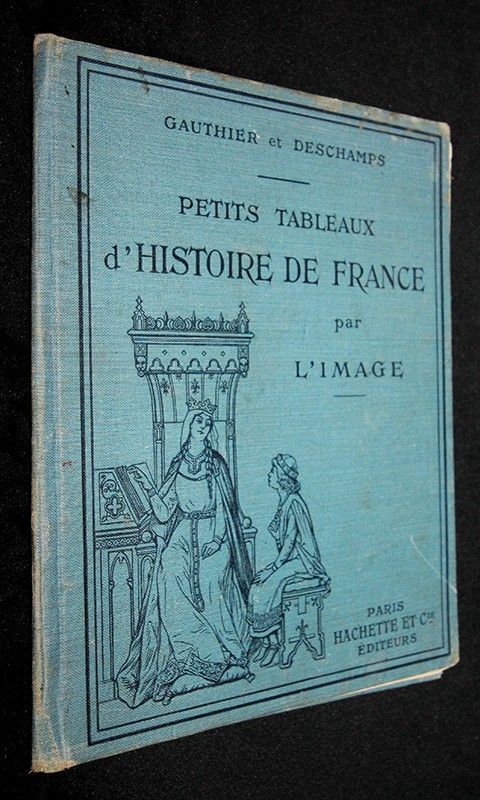 GAUTHIER et DESCHAMPS
PETITS TABLEAUX
d'HISTOIRE DE FRANCE
par
L'IMAGE
PARIS
HACHETTE ET Cie
ÉDITEURS